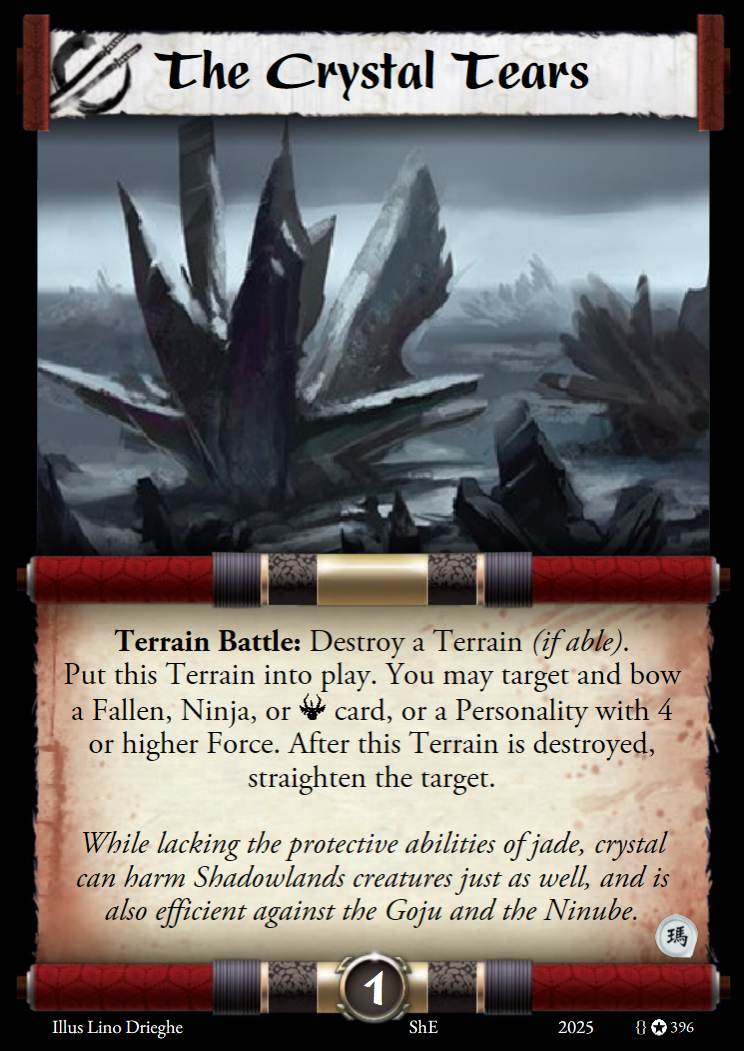 The Crystal Tears
Terrain Battle: Destroy a Terrain (if able).
Put this Terrain into play. You may target and bow
a Fallen, Ninja, or card, or a Personality with 4
or higher Force. After this Terrain is destroyed,
straighten the target.
While lacking the protective abilities of jade, crystal
can harm Shadowlands creatures just as well, and is
also efficient against the Goju and the Ninube.
瑪
1
Illus Lino Drieghe ShE 2025 {} 396